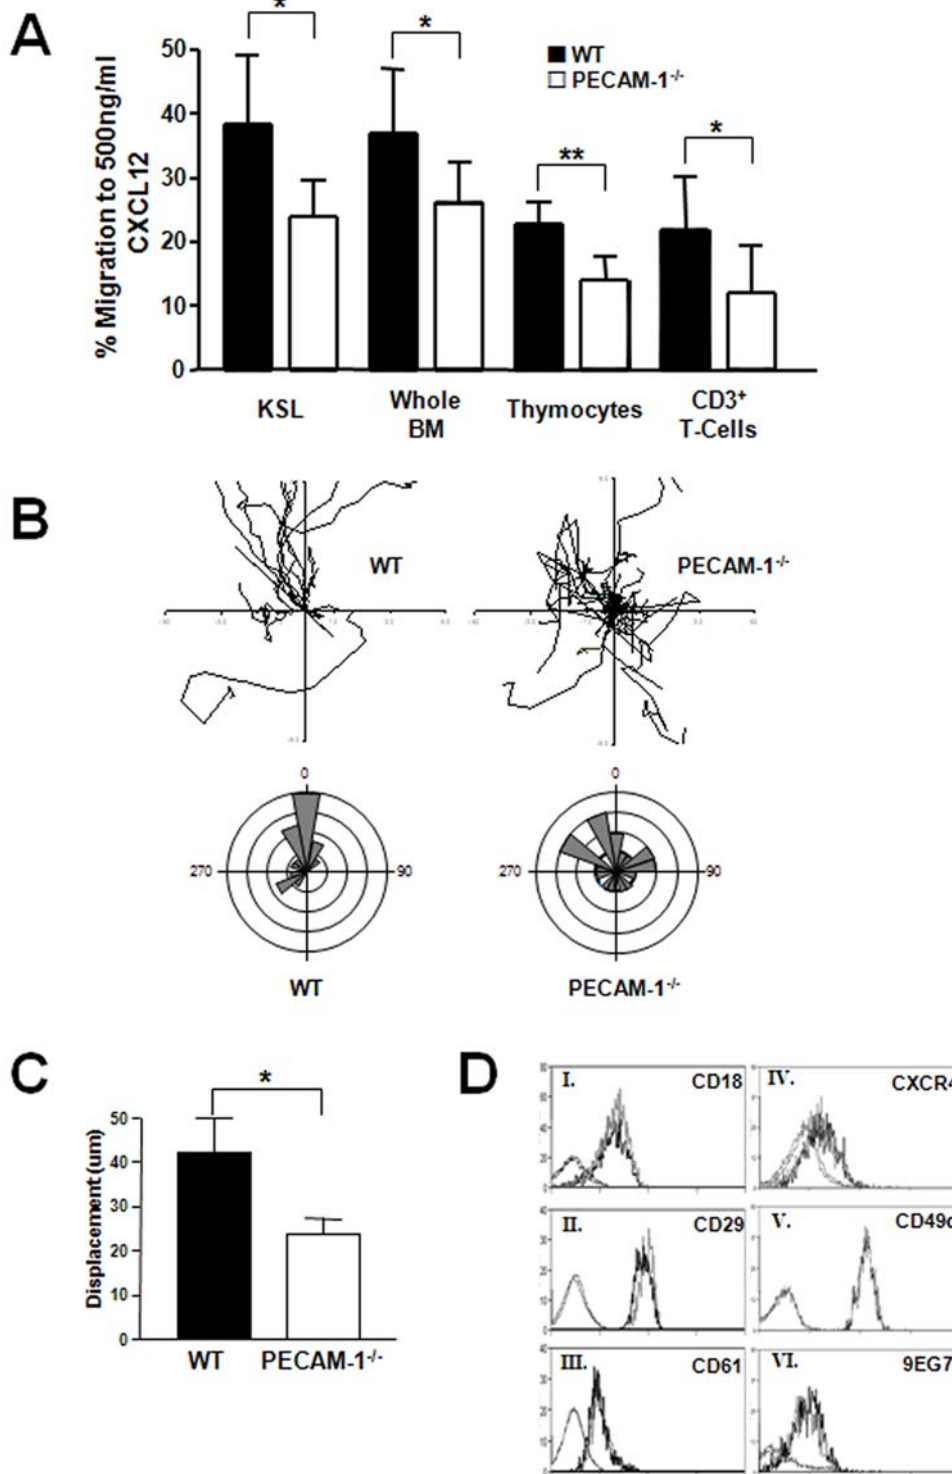 A
% Migration to 500ng/ml
CXCL12
50
40
30
20
10
0
*
*
**
*
WT
PECAM-1-/-
KSL
Whole
BM
Thymocytes
CD3+
T-Cells
B
WT
PECAM-1-/-
0
270
90
WT
0
270
90
PECAM-1-/-
C
*
Displacement (um)
50
40
30
20
10
0
WT
PECAM-1-/-
D
I.
CD18
IV.
CXCR4
II.
CD29
V.
III.
CD61
VI.
9EG7